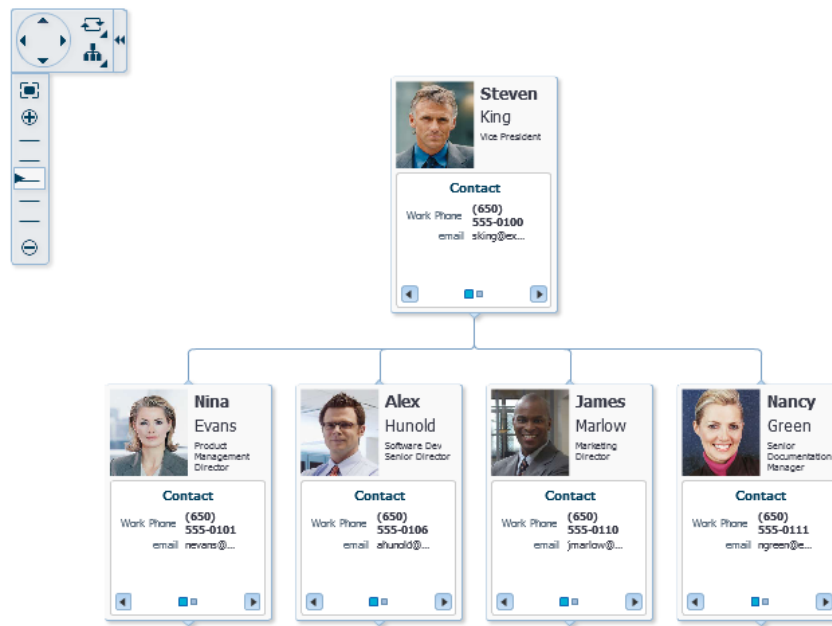 Steven
King
Vice President
Contact
Work Phone (650)
555-0100
email sking@ex...
Nina
Evans
Product
Management
Director
Contact
Work Phone (650)
555-0101
email nevans@...
Alex
Hunold
Software Dev
Senior Director
Contact
Work Phone (650)
555-0106
email ahunold@...
James
Marlow
Marketing
Director
Contact
Work Phone (650)
555-0110
email jmarlow@...
Nancy
Green
Senior
Documentation
Manager
Contact
Work Phone (650)
555-0111
email ngreen@e...